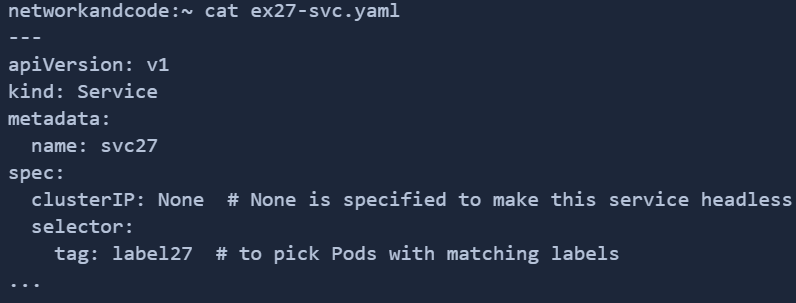 networkandcode:~ cat ex27-svc.yaml
---
apiVersion: v1
kind: Service
metadata:
  name: svc27
spec:
  clusterIP: None  # None is specified to make this service headless
  selector:
    tag: label27  # to pick Pods with matching labels
...